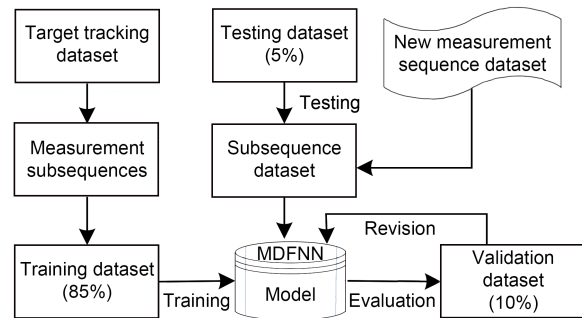 Target tracking
dataset
Testing dataset
(5%)
New measurement
sequence dataset
Testing
Measurement
subsequences
Subsequence
dataset
Revision
Training dataset
(85%)
Training
MDFNN
Model
Evaluation
Validation
dataset
(10%)